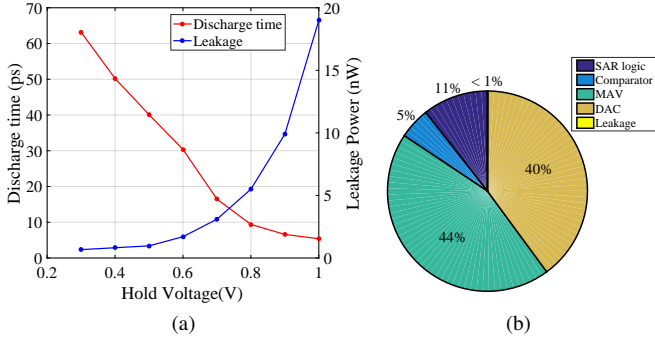 70
60
50
40
30
20
10
0
Discharge time (ps)
0.2
0.4
0.6
0.8
1
Hold Voltage(V)
20
15
10
5
0
Leakage Power (nW)
Discharge time
Leakage
(a)
SAR logic
Comparator
MAV
DAC
Leakage
< 1%
11%
5%
40%
44%
(b)